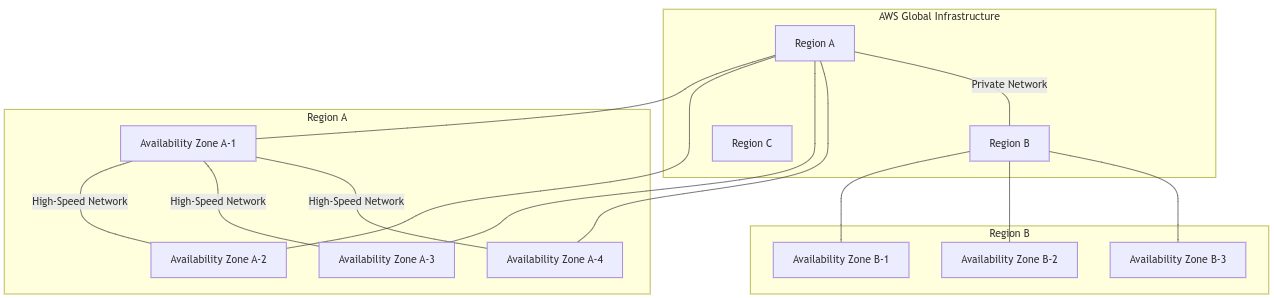 AWS Global Infrastructure
Region A
Private Network
Region A
Availability Zone A-1
Region C
Region B
High-Speed Network
High-Speed Network
High-Speed Network
Region B
Availability Zone A-2
Availability Zone A-3
Availability Zone A-4
Availability Zone B-1
Availability Zone B-2
Availability Zone B-3